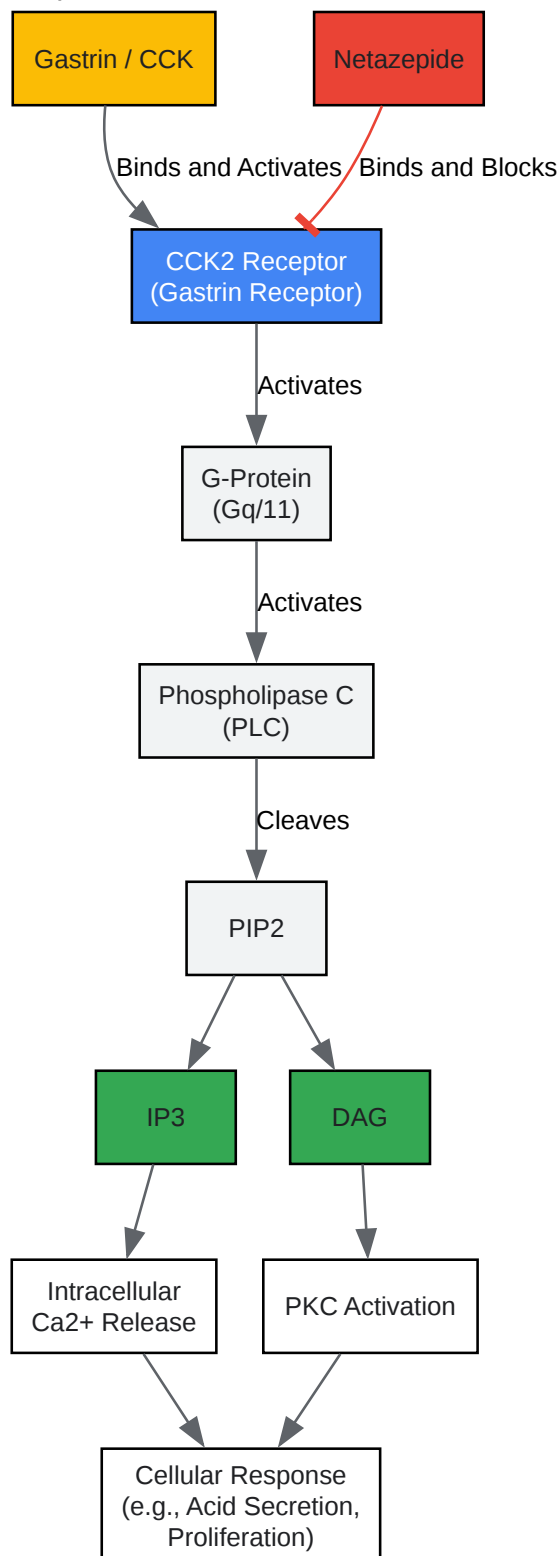 Gastrin / CCK
Netazepide
Binds and Activates
Binds and Blocks
CCK2 Receptor
(Gastrin Receptor)
Activates
G-Protein
(Gq/11)
Activates
Phospholipase C
(PLC)
Cleaves
PIP2
IP3
DAG
Intracellular
Ca2+ Release
PKC Activation
Cellular Response
(e.g., Acid Secretion,
Proliferation)